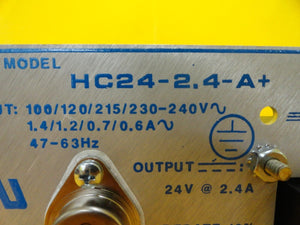 MODEL
HC24-2.4-A+
UT: 100/120/215/230-240V∿
1.4/1.2/0.7/0.6A∿
47-63Hz
OUTPUT ⎓
24V @ 2.4A